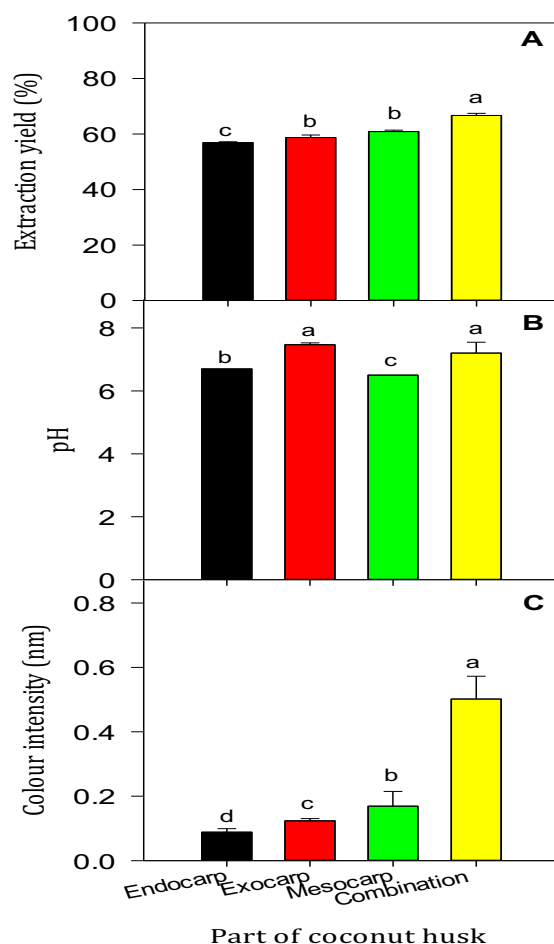 100
A
80
60
40
20
0
Extraction yield (%)
c
b
b
a
8
B
6
4
2
0
pH
b
a
c
a
0.8
C
0.6
0.4
0.2
0.0
Colour intensity (nm)
d
c
b
a
Endocarp
Exocarp
Mesocarp
Combination
Part of coconut husk